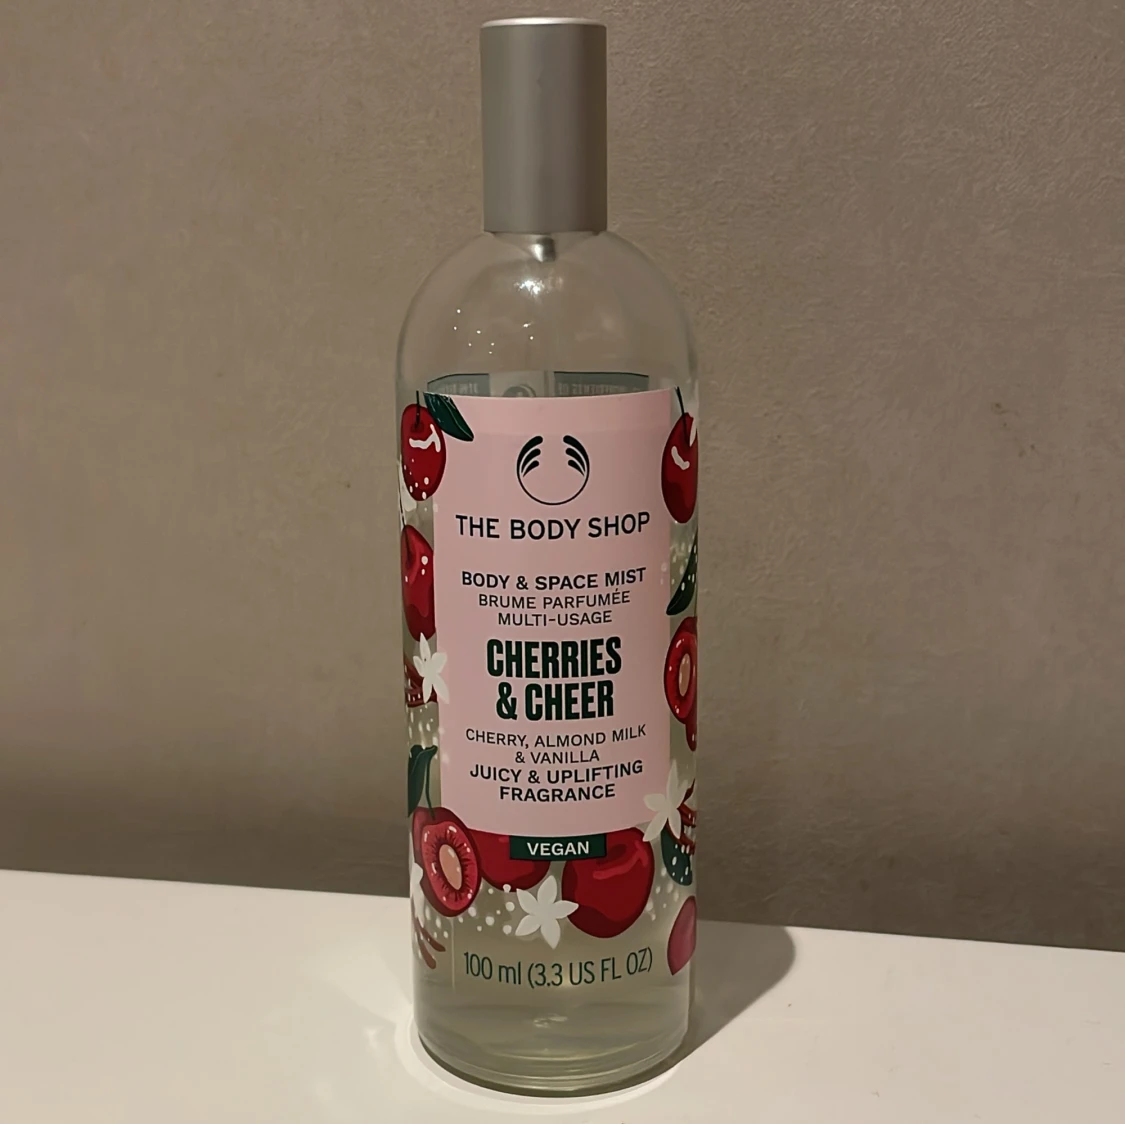 THE BODY SHOP
BODY & SPACE MIST
BRUME PARFUMÉE
MULTI-USAGE
CHERRIES
& CHEER
CHERRY, ALMOND MILK
& VANILLA
JUICY & UPLIFTING
FRAGRANCE
VEGAN
100 ml (3.3 US FL OZ)